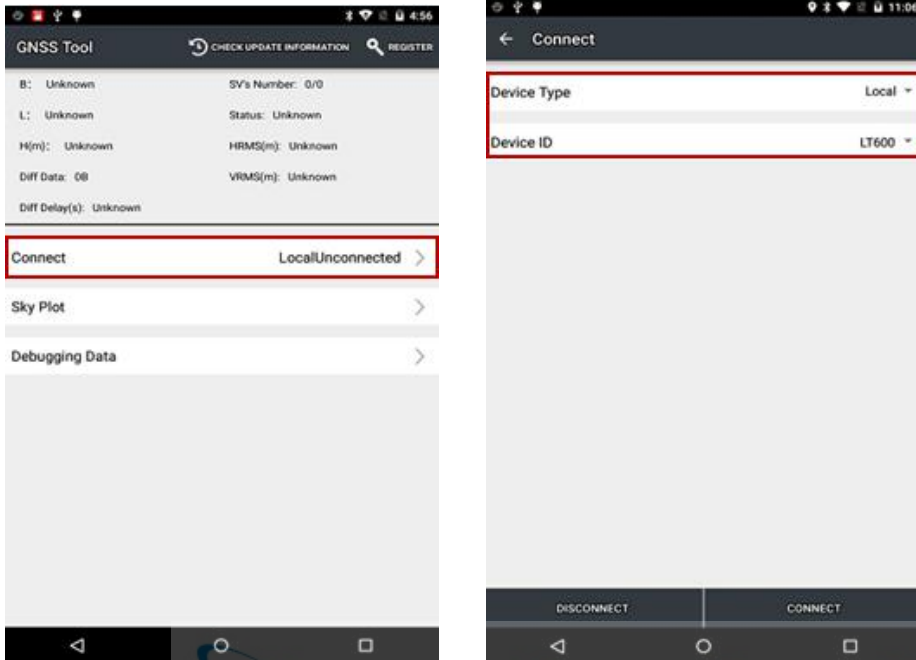 4:56
GNSS Tool CHECK UPDATE INFORMATION REGISTER
B: Unknown SV's Number: 0/0
L: Unknown Status: Unknown
H(m): Unknown HRMS(m): Unknown
Diff Data: 0B VRMS(m): Unknown
Diff Delay(s): Unknown
Connect LocalUnconnected
Sky Plot
Debugging Data
11:06
Connect
Device Type Local
Device ID LT600
DISCONNECT CONNECT